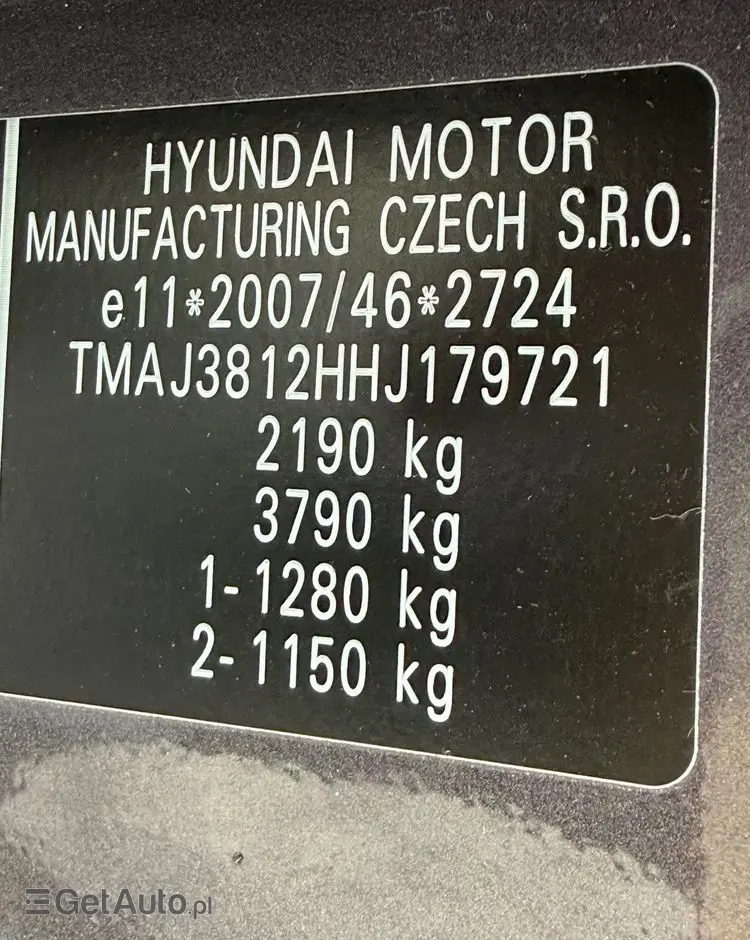 HYUNDAI MOTOR
MANUFACTURING CZECH S.R.O.
e11*2007/46*2724
TMAJ3812HHJ179721
2190 kg
3790 kg
1-1280 kg
2-1150 kg
GetAuto.pl